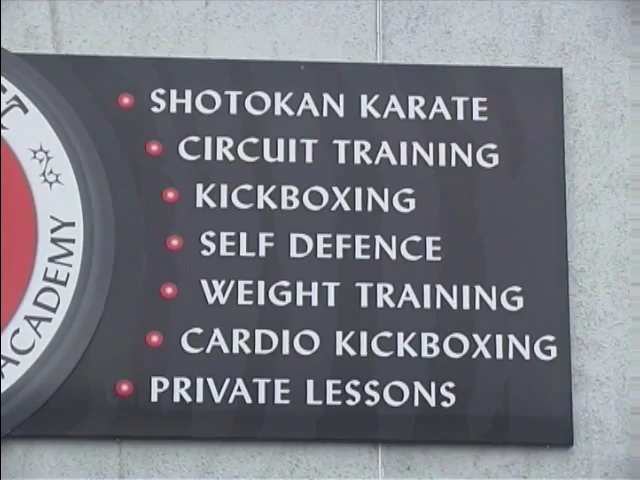 SHOTOKAN KARATE
CIRCUIT TRAINING
KICKBOXING
SELF DEFENCE
WEIGHT TRAINING
CARDIO KICKBOXING
PRIVATE LESSONS
ACADEMY